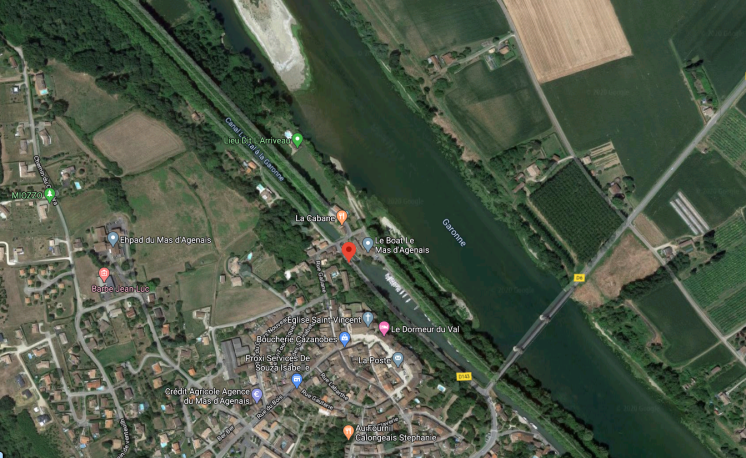 Canal Latéral à la Garonne
Lieu Dit L Arriveau
MIOZZO
La Cabane
Garonne
Ehpad du Mas d'Agenais
Le Boat Le
Mas d'Agenais
Barbe Jean Luc
D6
Eglise Saint-Vincent
Le Dormeur du Val
Boucherie Cazanobes
Proxi Services De
Souza Isabelle
La Poste
D143
Crédit Agricole Agence
du Mas d'Agenais
Au Fournil
Calongeais Stephanie